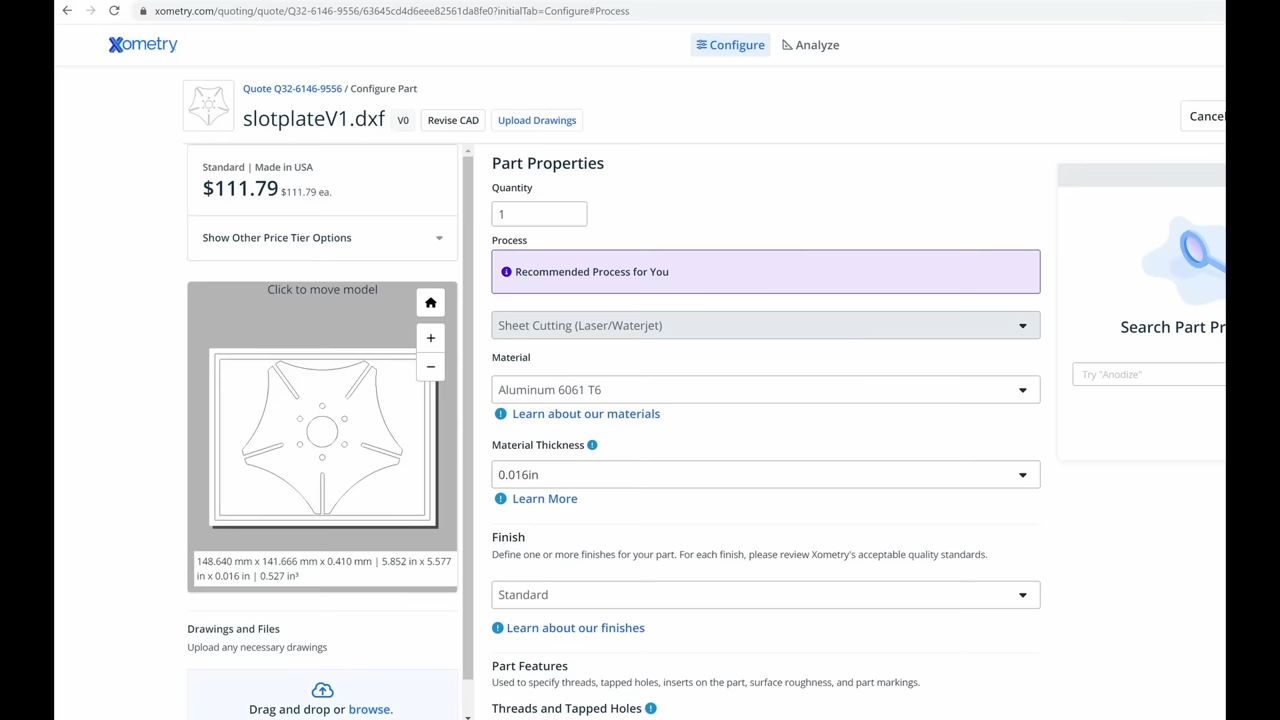 xometry.com/quoting/quote/Q32-6146-9556/63645cd4d6eee82561da8fe0?initialTab=Configure#Process
Xometry
Configure
Analyze
Quote Q32-6146-9556 / Configure Part
slotplateV1.dxf
V0
Revise CAD
Upload Drawings
Cancel
Standard | Made in USA
$111.79 $111.79 ea.
Show Other Price Tier Options
Click to move model
+
−
148.640 mm x 141.666 mm x 0.410 mm | 5.852 in x 5.577
in x 0.016 in | 0.527 in³
Drawings and Files
Upload any necessary drawings
Drag and drop or browse.
Part Properties
Quantity
1
Process
Recommended Process for You
Sheet Cutting (Laser/Waterjet)
Material
Aluminum 6061 T6
Learn about our materials
Material Thickness
0.016in
Learn More
Finish
Define one or more finishes for your part. For each finish, please review Xometry's acceptable quality standards.
Standard
Learn about our finishes
Part Features
Used to specify threads, tapped holes, inserts on the part, surface roughness, and part markings.
Threads and Tapped Holes
Search Part Pr
Try "Anodize"